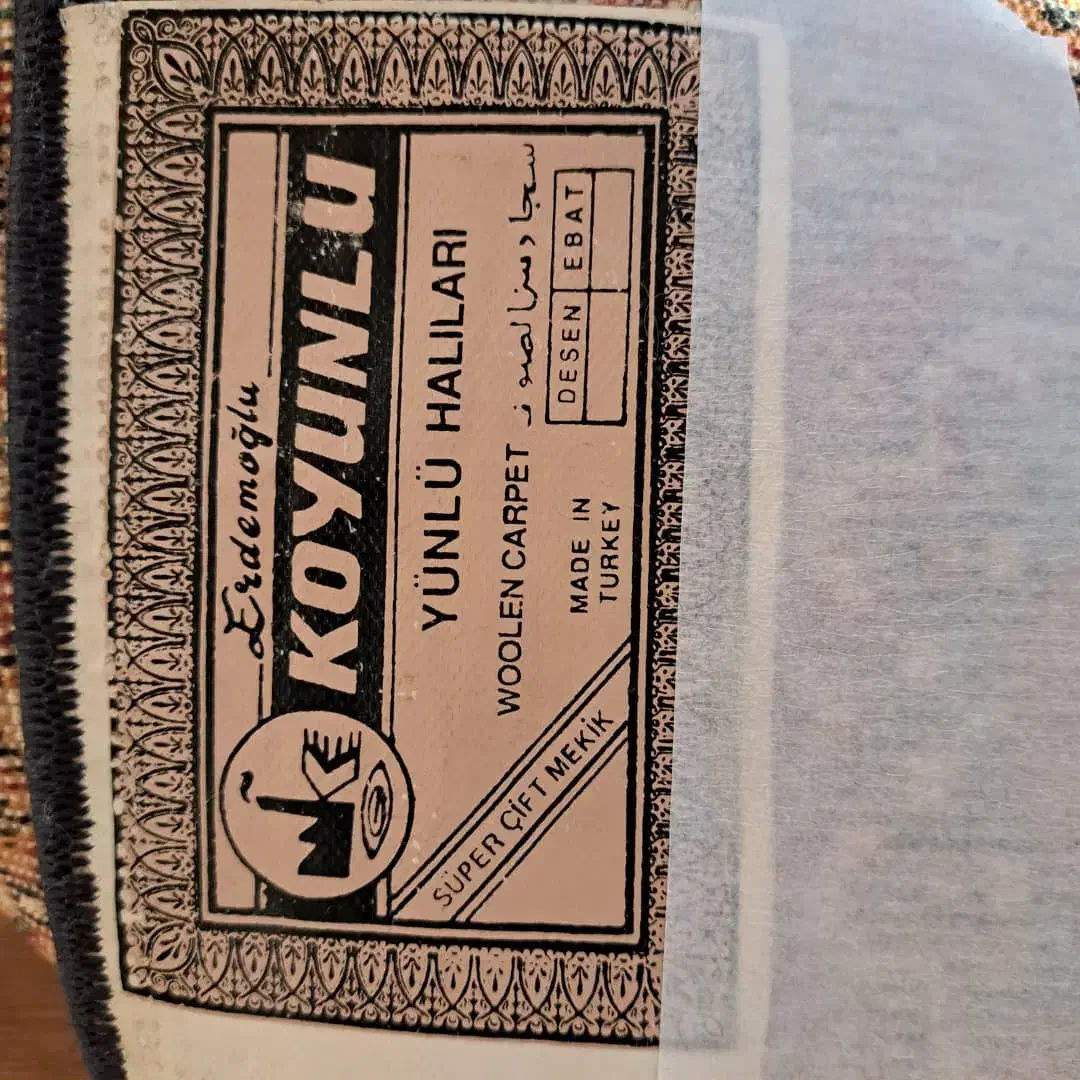 Erdemoğlu
KOYUNLU
YÜNLÜ HALILARI
WOOLEN CARPET
MADE IN
TURKEY
DESEN EBAT
SÜPER ÇİFT MEKİK